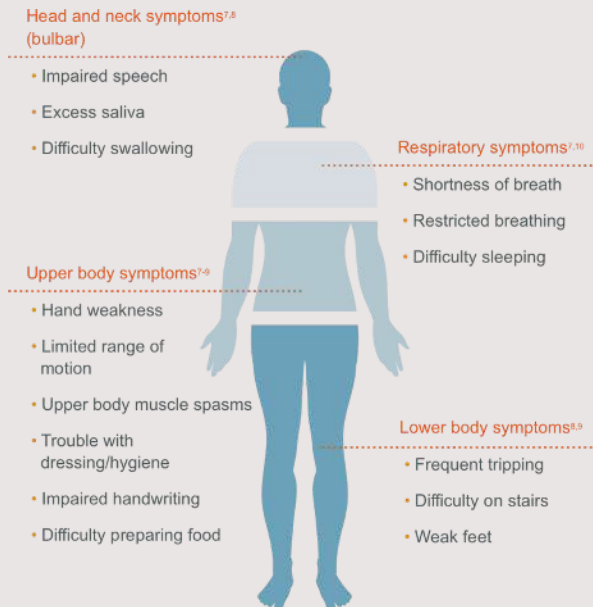 Head and neck symptoms7,8
(bulbar)
• Impaired speech
• Excess saliva
• Difficulty swallowing
Respiratory symptoms7,10
• Shortness of breath
• Restricted breathing
• Difficulty sleeping
Upper body symptoms7-9
• Hand weakness
• Limited range of
motion
• Upper body muscle spasms
• Trouble with
dressing/hygiene
• Impaired handwriting
• Difficulty preparing food
Lower body symptoms8,9
• Frequent tripping
• Difficulty on stairs
• Weak feet